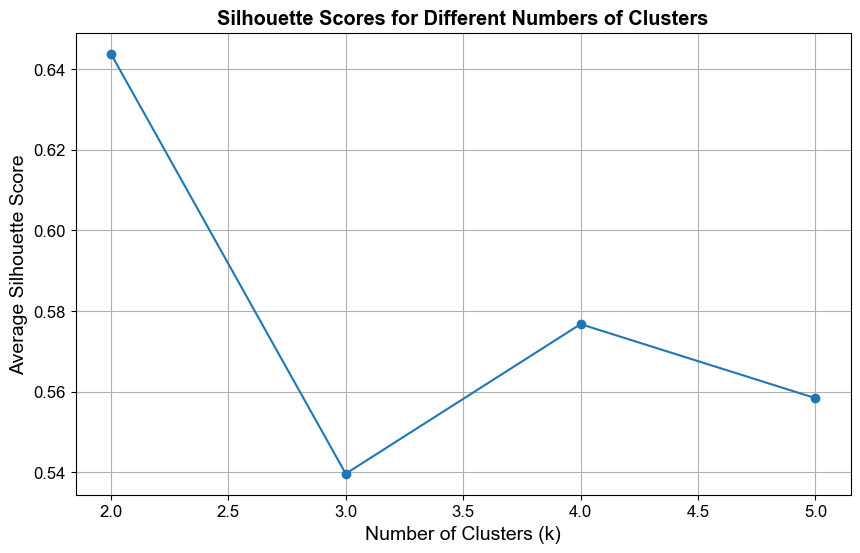 Silhouette Scores for Different Numbers of Clusters
Average Silhouette Score
0.64
0.62
0.60
0.58
0.56
0.54
2.0 2.5 3.0 3.5 4.0 4.5 5.0
Number of Clusters (k)